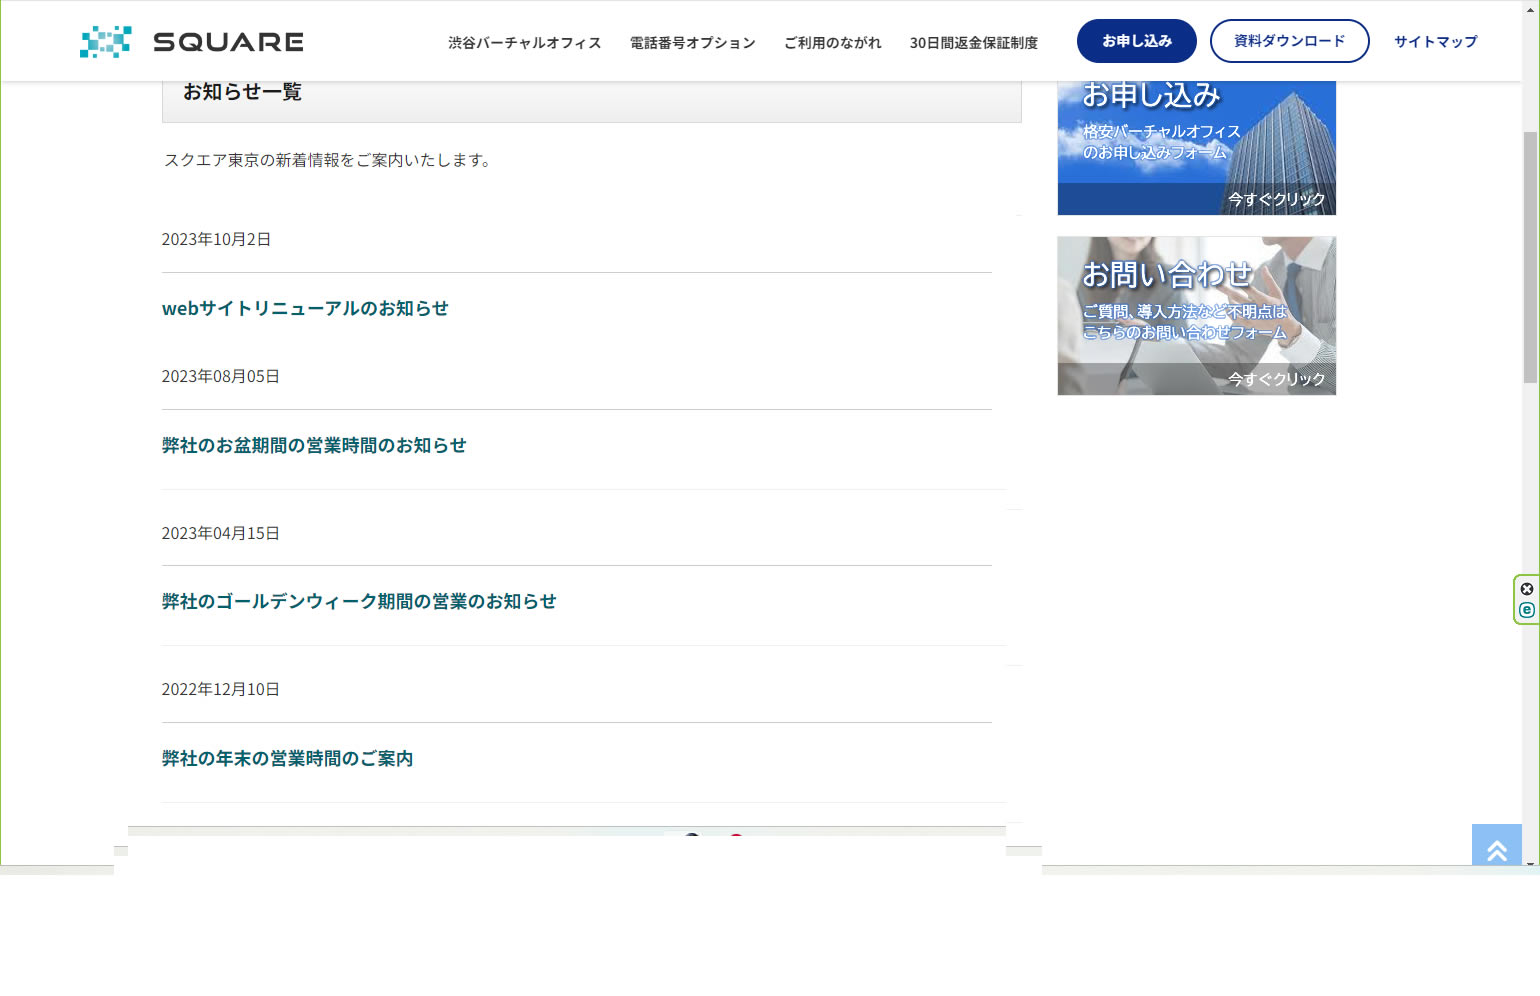 SQUARE
渋谷バーチャルオフィス
電話番号オプション
ご利用のながれ
30日間返金保証制度
お申し込み
資料ダウンロード
サイトマップ
お知らせ一覧
スクエア東京の新着情報をご案内いたします。
2023年10月2日
webサイトリニューアルのお知らせ
2023年08月05日
弊社のお盆期間の営業時間のお知らせ
2023年04月15日
弊社のゴールデンウィーク期間の営業のお知らせ
2022年12月10日
弊社の年末の営業時間のご案内
お申し込み
格安バーチャルオフィス
のお申し込みフォーム
今すぐクリック
お問い合わせ
ご質問、導入方法など不明点は
こちらのお問い合わせフォーム
今すぐクリック
e